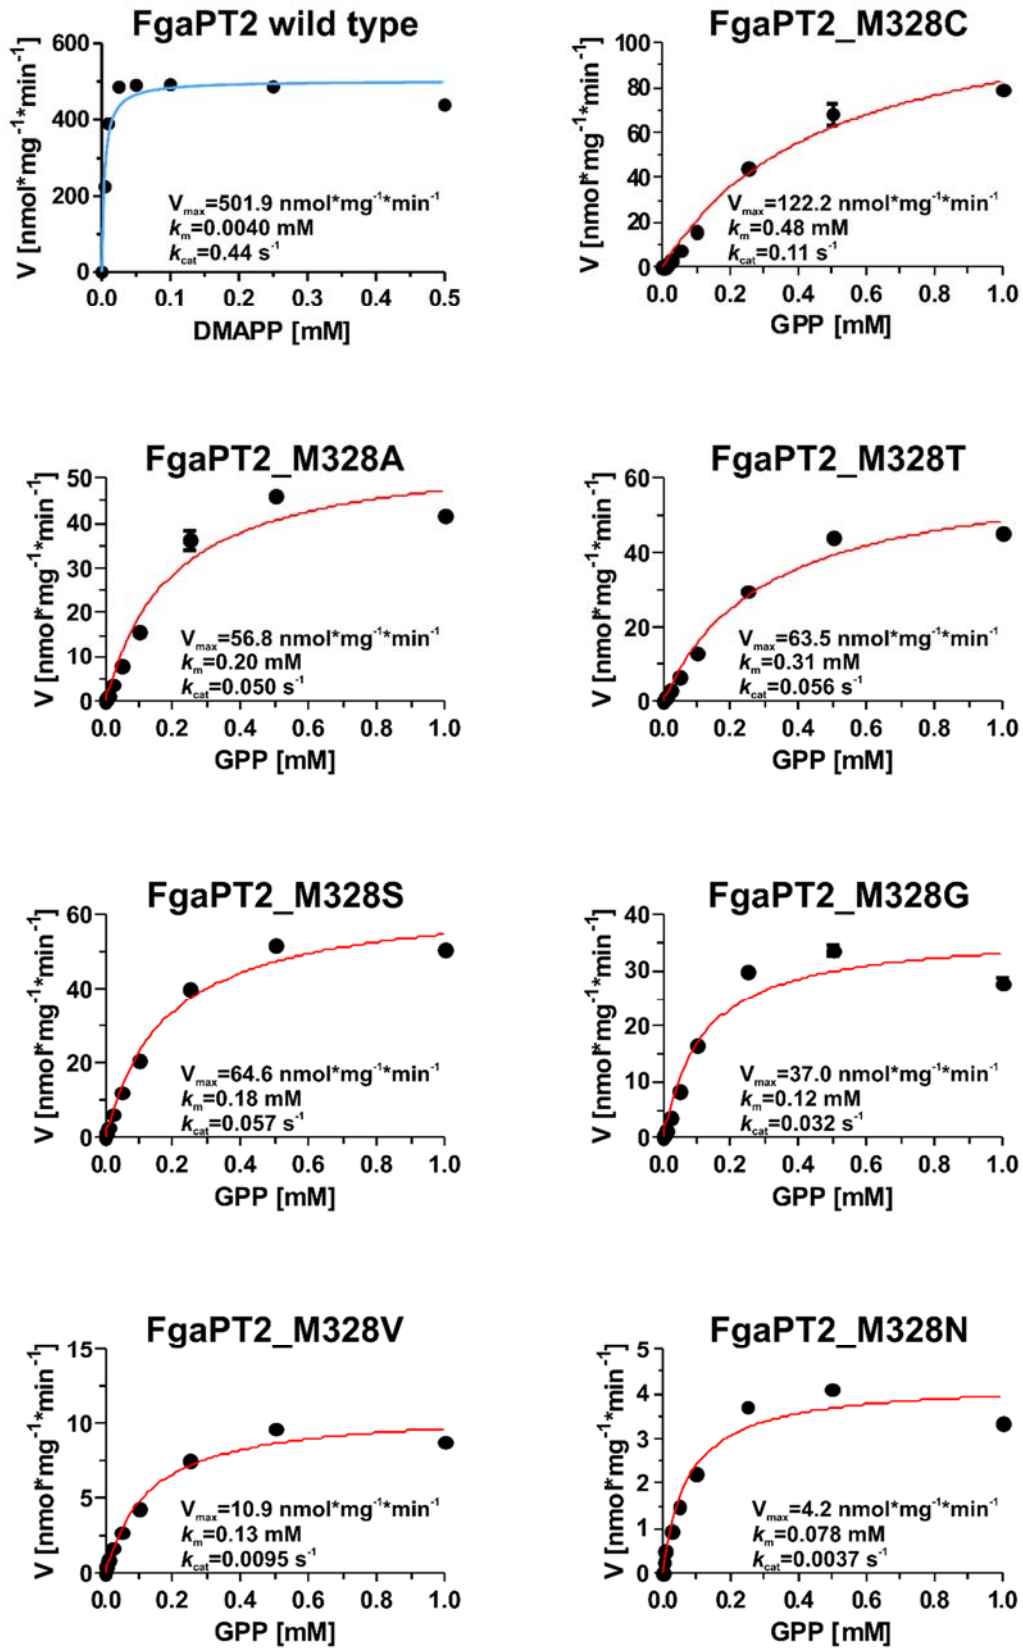 FgaPT2 wild type
V [nmol*mg⁻¹*min⁻¹]
600
400
200
0
Vmax=501.9 nmol*mg⁻¹*min⁻¹
km=0.0040 mM
kcat=0.44 s⁻¹
0.0 0.1 0.2 0.3 0.4 0.5
DMAPP [mM]
FgaPT2_M328C
V [nmol*mg⁻¹*min⁻¹]
100
80
60
40
20
0
Vmax=122.2 nmol*mg⁻¹*min⁻¹
km=0.48 mM
kcat=0.11 s⁻¹
0.0 0.2 0.4 0.6 0.8 1.0
GPP [mM]
FgaPT2_M328A
V [nmol*mg⁻¹*min⁻¹]
50
40
30
20
10
0
Vmax=56.8 nmol*mg⁻¹*min⁻¹
km=0.20 mM
kcat=0.050 s⁻¹
0.0 0.2 0.4 0.6 0.8 1.0
GPP [mM]
FgaPT2_M328T
V [nmol*mg⁻¹*min⁻¹]
60
40
20
0
Vmax=63.5 nmol*mg⁻¹*min⁻¹
km=0.31 mM
kcat=0.056 s⁻¹
0.0 0.2 0.4 0.6 0.8 1.0
GPP [mM]
FgaPT2_M328S
V [nmol*mg⁻¹*min⁻¹]
60
40
20
0
Vmax=64.6 nmol*mg⁻¹*min⁻¹
km=0.18 mM
kcat=0.057 s⁻¹
0.0 0.2 0.4 0.6 0.8 1.0
GPP [mM]
FgaPT2_M328G
V [nmol*mg⁻¹*min⁻¹]
40
30
20
10
0
Vmax=37.0 nmol*mg⁻¹*min⁻¹
km=0.12 mM
kcat=0.032 s⁻¹
0.0 0.2 0.4 0.6 0.8 1.0
GPP [mM]
FgaPT2_M328V
V [nmol*mg⁻¹*min⁻¹]
15
10
5
0
Vmax=10.9 nmol*mg⁻¹*min⁻¹
km=0.13 mM
kcat=0.0095 s⁻¹
0.0 0.2 0.4 0.6 0.8 1.0
GPP [mM]
FgaPT2_M328N
V [nmol*mg⁻¹*min⁻¹]
5
4
3
2
1
0
Vmax=4.2 nmol*mg⁻¹*min⁻¹
km=0.078 mM
kcat=0.0037 s⁻¹
0.0 0.2 0.4 0.6 0.8 1.0
GPP [mM]